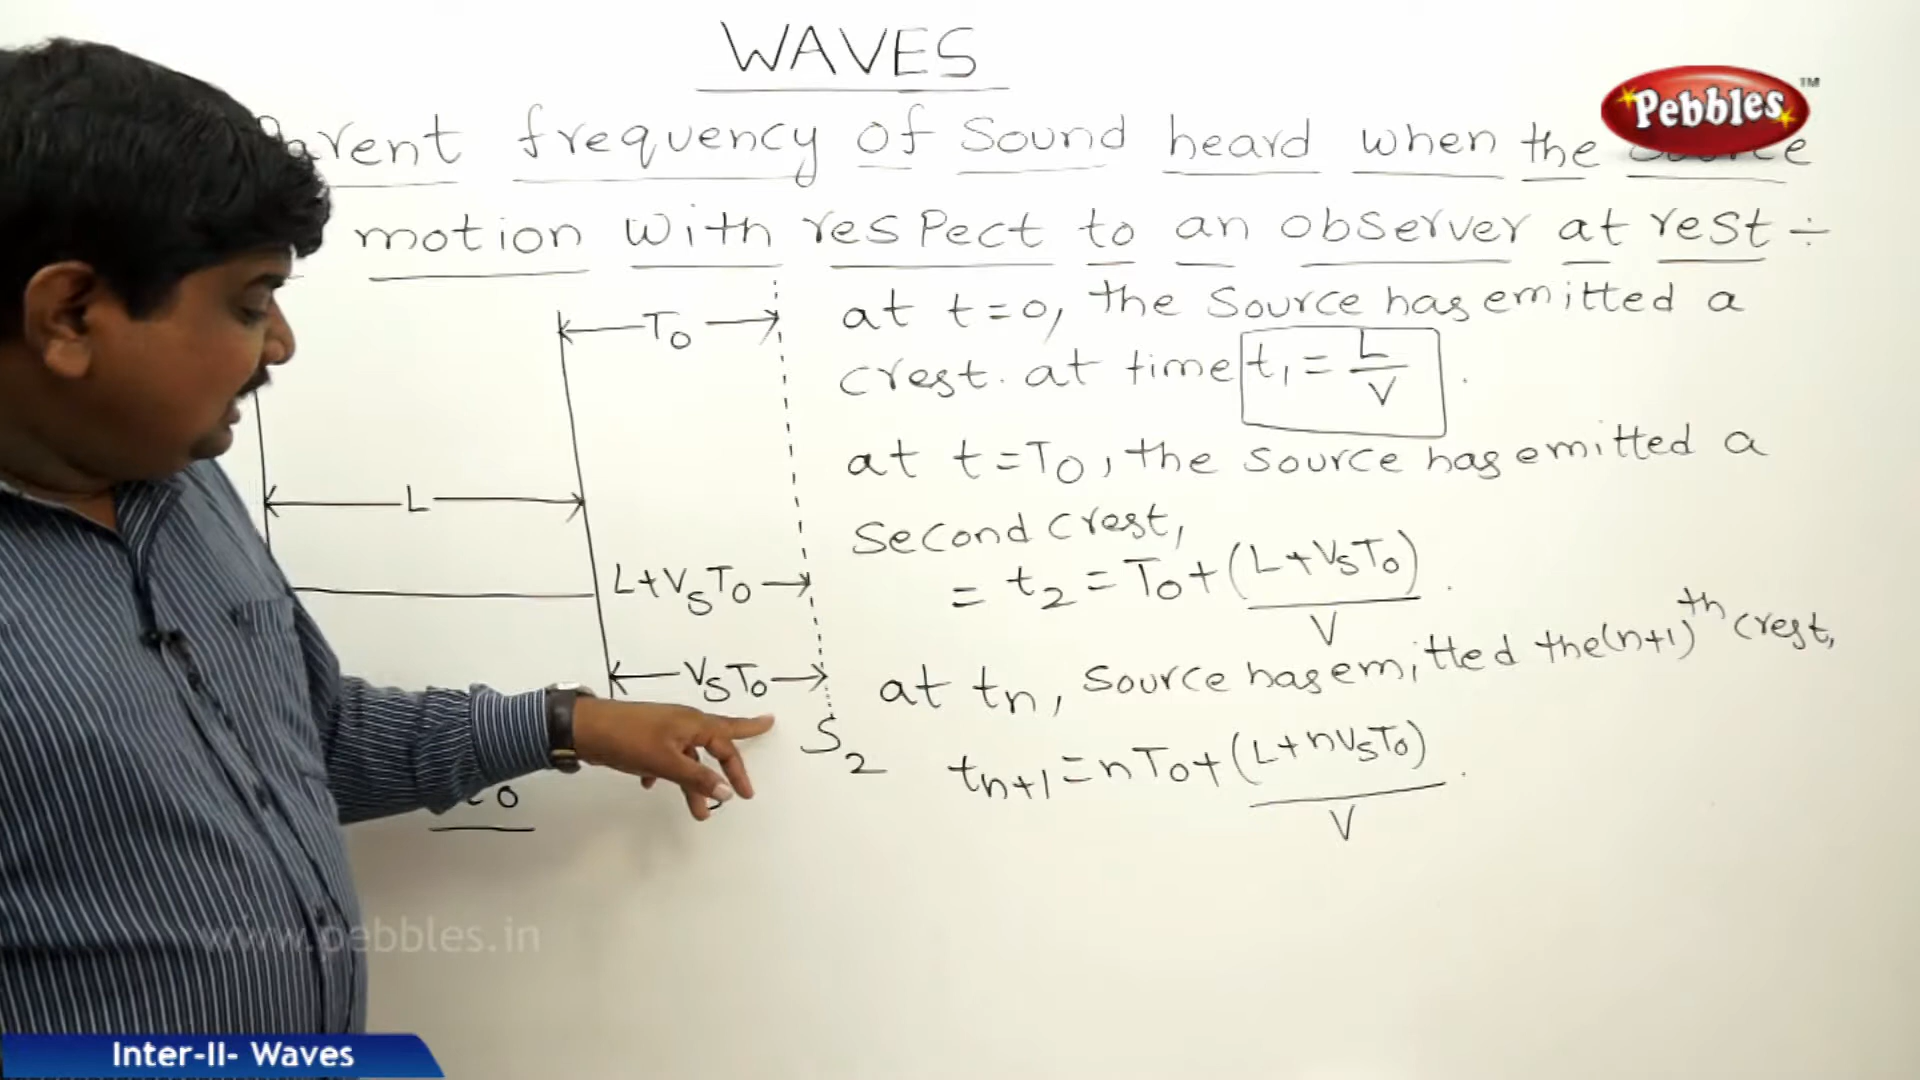 WAVES
Pebbles TM
frequency of Sound heard when the
motion with respect to an observer at rest ÷
T0
at t=0, the Source has emitted a
crest. at time t1 = L/V .
L
at t=T0, the source has emitted a
second crest,
L+VST0
= t2 = T0+(L+VST0)/V .
VST0
at tn, Source has emitted the (n+1)th crest,
S2
tn+1 = nT0+(L+nVST0)/V .
www.pebbles.in
Inter-II- Waves